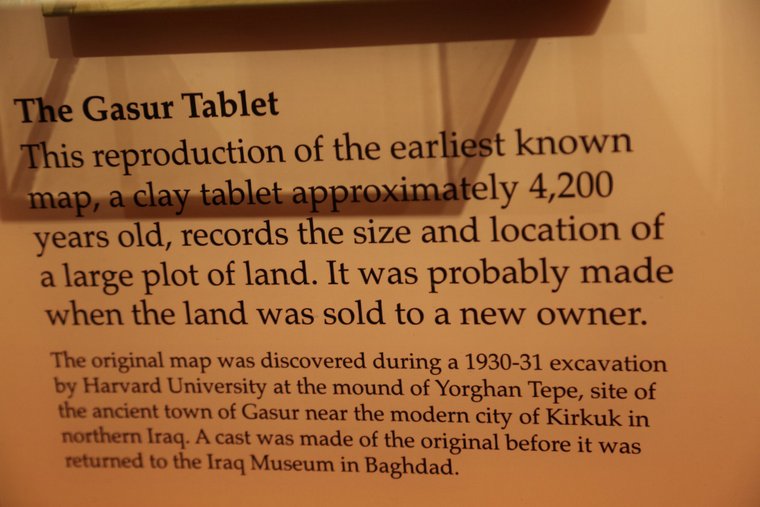 The Gasur Tablet
This reproduction of the earliest known
map, a clay tablet approximately 4,200
years old, records the size and location of
a large plot of land. It was probably made
when the land was sold to a new owner.
The original map was discovered during a 1930-31 excavation
by Harvard University at the mound of Yorghan Tepe, site of
the ancient town of Gasur near the modern city of Kirkuk in
northern Iraq. A cast was made of the original before it was
returned to the Iraq Museum in Baghdad.